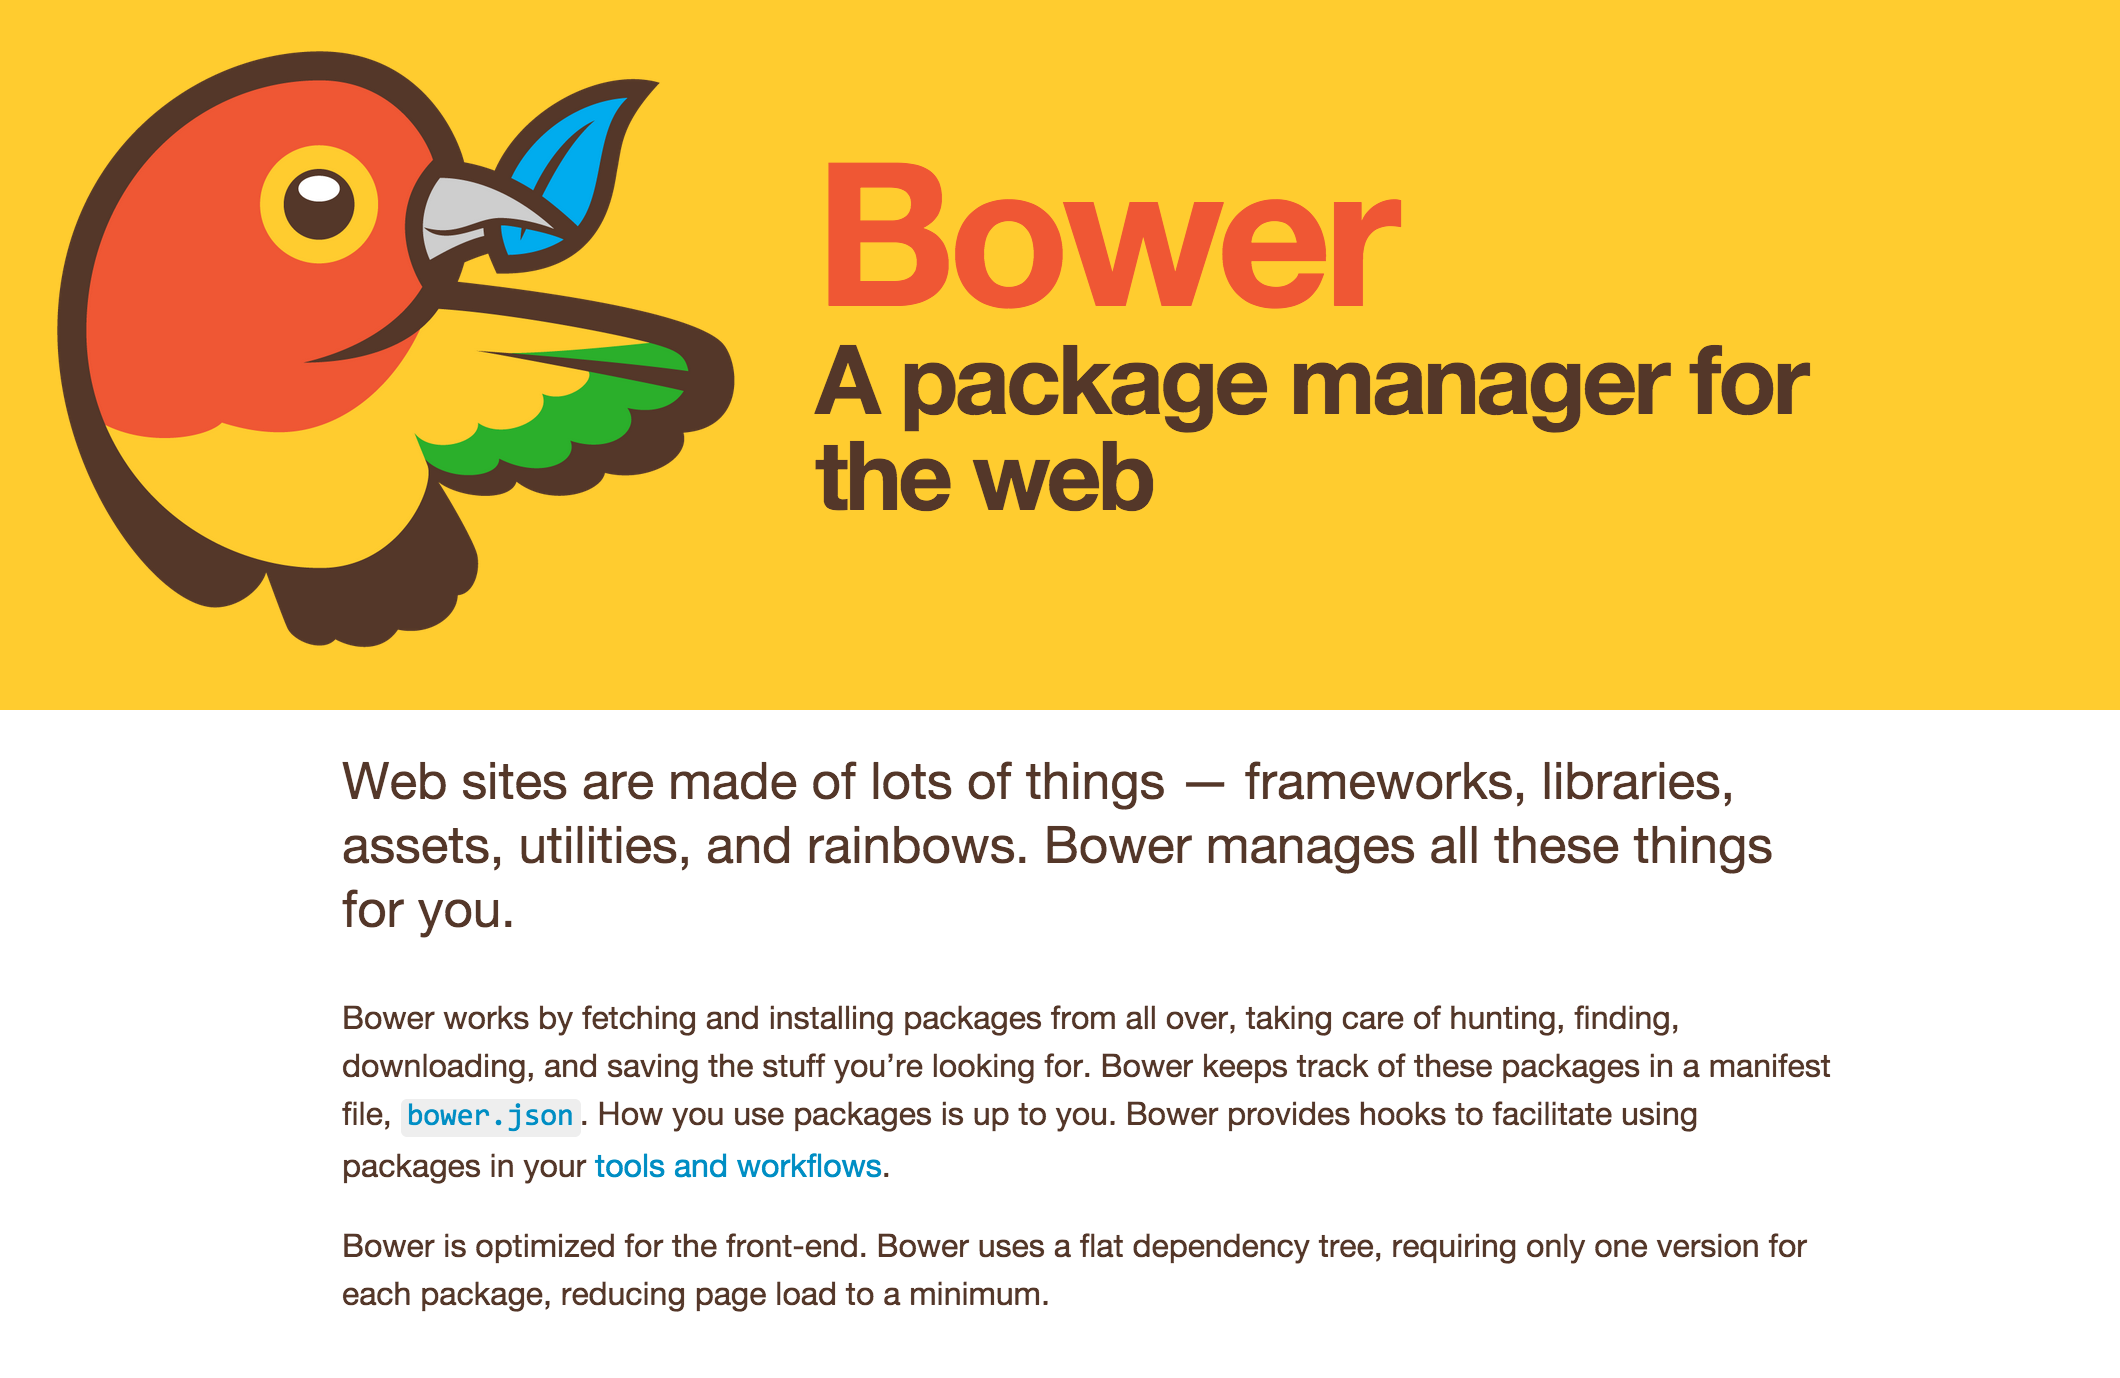 Bower
A package manager for
the web
Web sites are made of lots of things — frameworks, libraries,
assets, utilities, and rainbows. Bower manages all these things
for you.
Bower works by fetching and installing packages from all over, taking care of hunting, finding,
downloading, and saving the stuff you’re looking for. Bower keeps track of these packages in a manifest
file, bower.json. How you use packages is up to you. Bower provides hooks to facilitate using
packages in your tools and workflows.
Bower is optimized for the front-end. Bower uses a flat dependency tree, requiring only one version for
each package, reducing page load to a minimum.